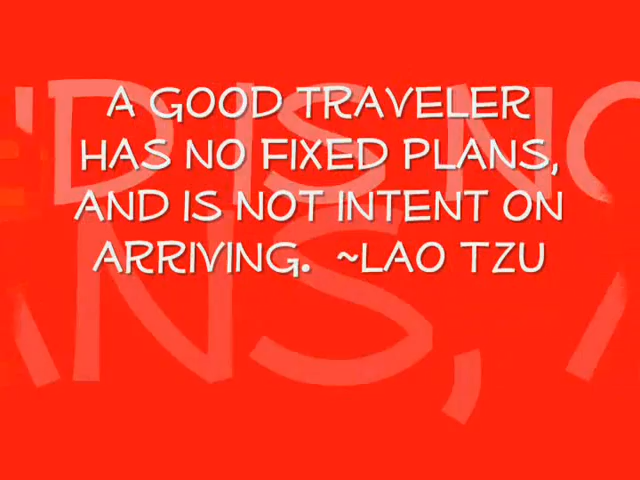 A GOOD TRAVELER
HAS NO FIXED PLANS,
AND IS NOT INTENT ON
ARRIVING. ~LAO TZU